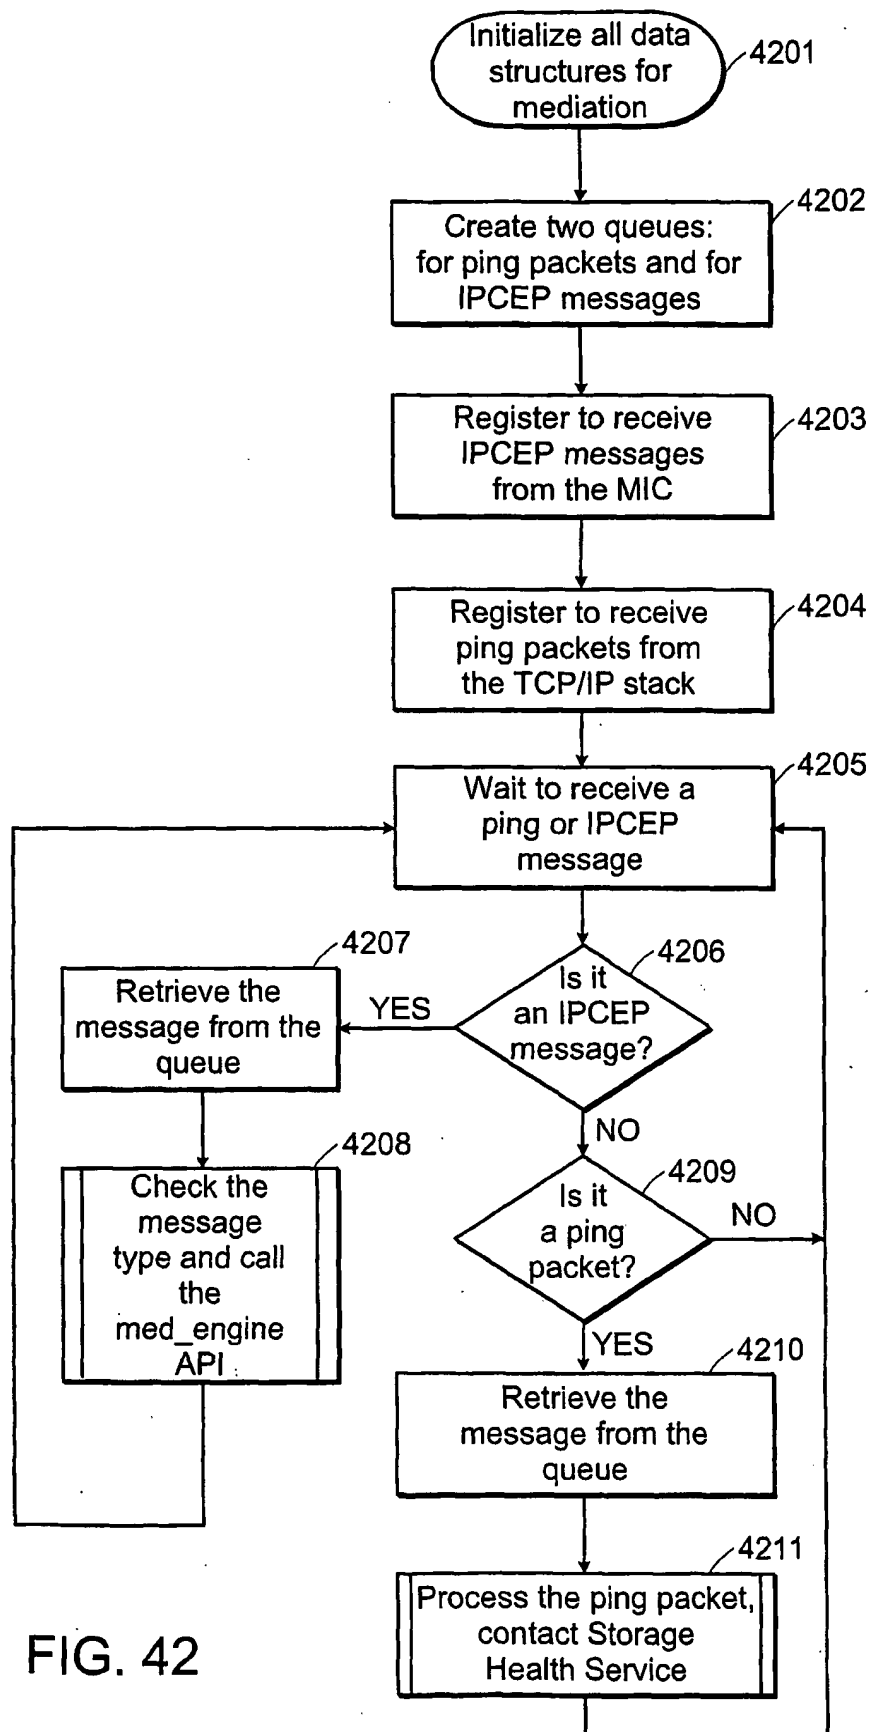 Initialize all data
structures for
mediation
4201
Create two queues:
for ping packets and for
IPCEP messages
4202
Register to receive
IPCEP messages
from the MIC
4203
Register to receive
ping packets from
the TCP/IP stack
4204
Wait to receive a
ping or IPCEP
message
4205
Is it
an IPCEP
message?
4206
YES
NO
Retrieve the
message from the
queue
4207
Check the
message
type and call
the
med_engine
API
4208
Is it
a ping
packet?
4209
NO
YES
Retrieve the
message from the
queue
4210
Process the ping packet,
contact Storage
Health Service
4211
FIG. 42